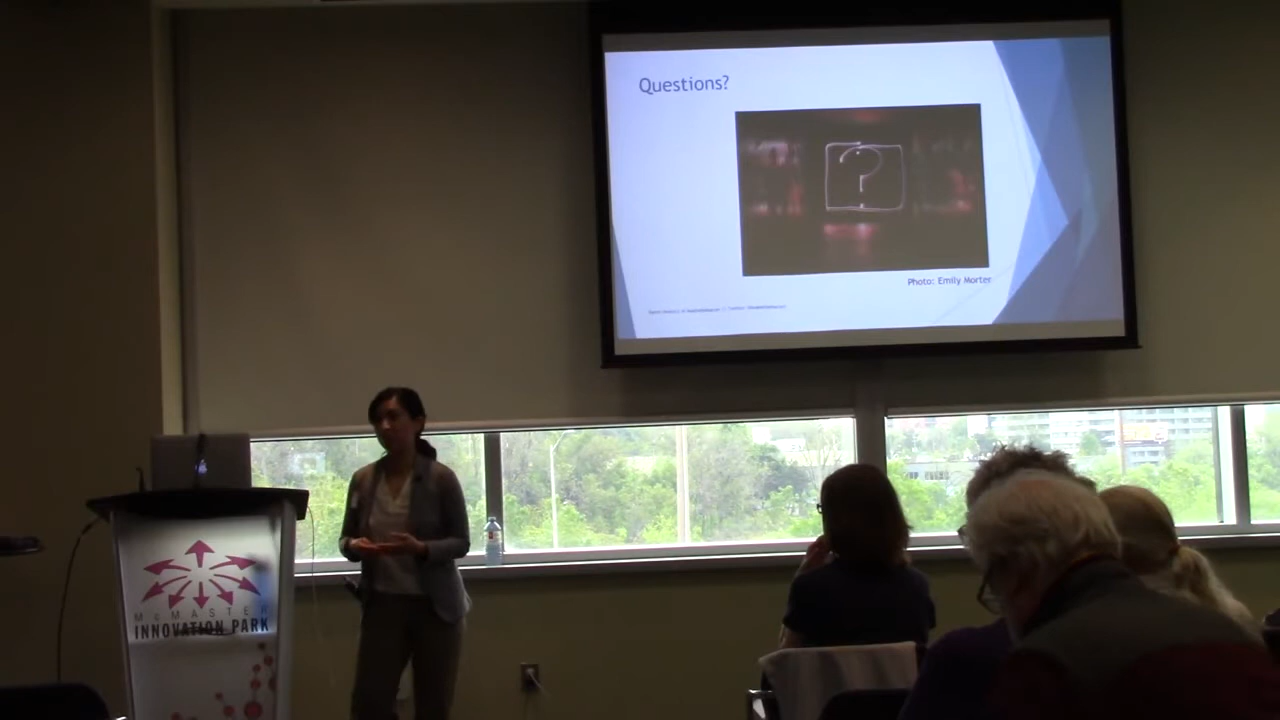 Questions?
?
Photo: Emily Morter
McMASTER
INNOVATION PARK